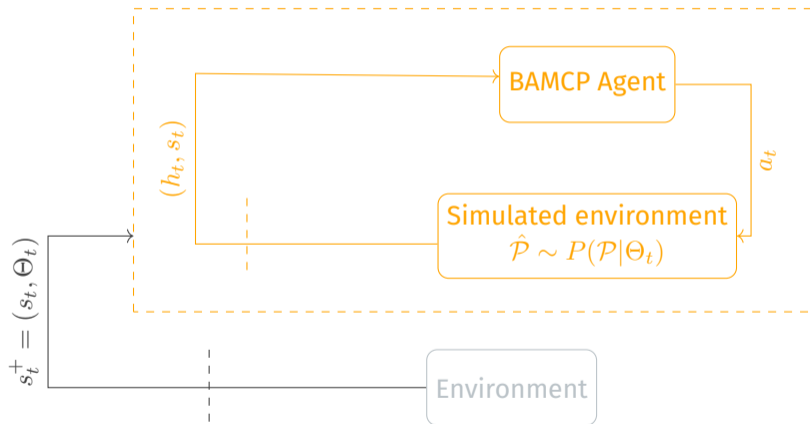 BAMCP Agent
(h_t, s_t)
a_t
Simulated environment
$\hat{\mathcal{P}} \sim P(\mathcal{P}|\Theta_t)$
$s_t^+ = (s_t, \Theta_t)$
Environment